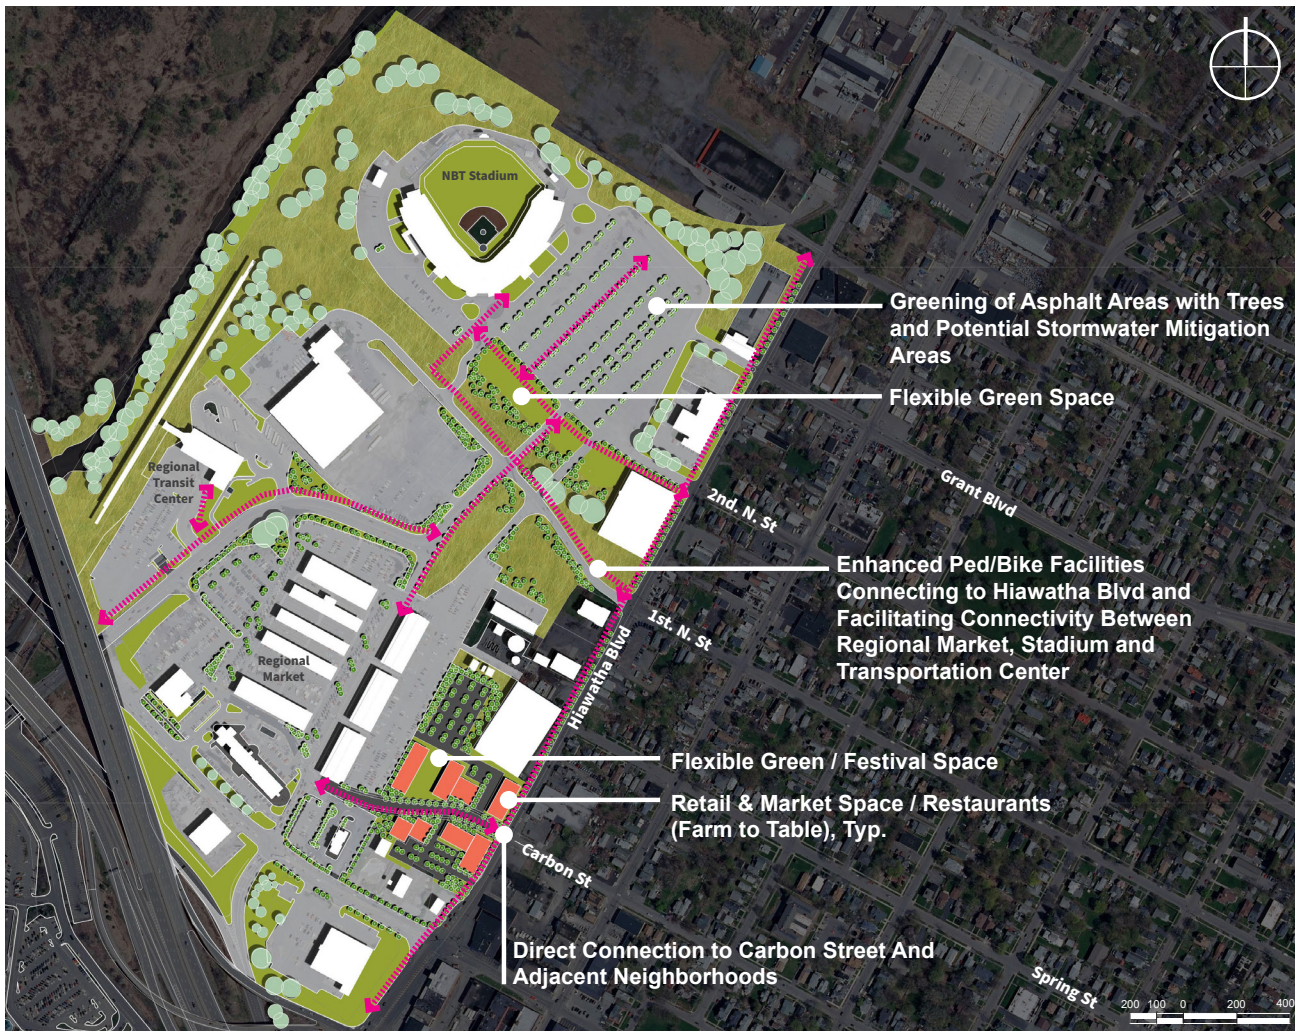 NBT Stadium
Greening of Asphalt Areas with Trees
and Potential Stormwater Mitigation
Areas
Flexible Green Space
Regional
Transit
Center
Grant Blvd
2nd. N. St
Enhanced Ped/Bike Facilities
Connecting to Hiawatha Blvd and
Facilitating Connectivity Between
Regional Market, Stadium and
Transportation Center
1st. N. St
Regional
Market
Hiawatha Blvd
Flexible Green / Festival Space
Retail & Market Space / Restaurants
(Farm to Table), Typ.
Carbon St
Direct Connection to Carbon Street And
Adjacent Neighborhoods
Spring St
200 100 0 200 400